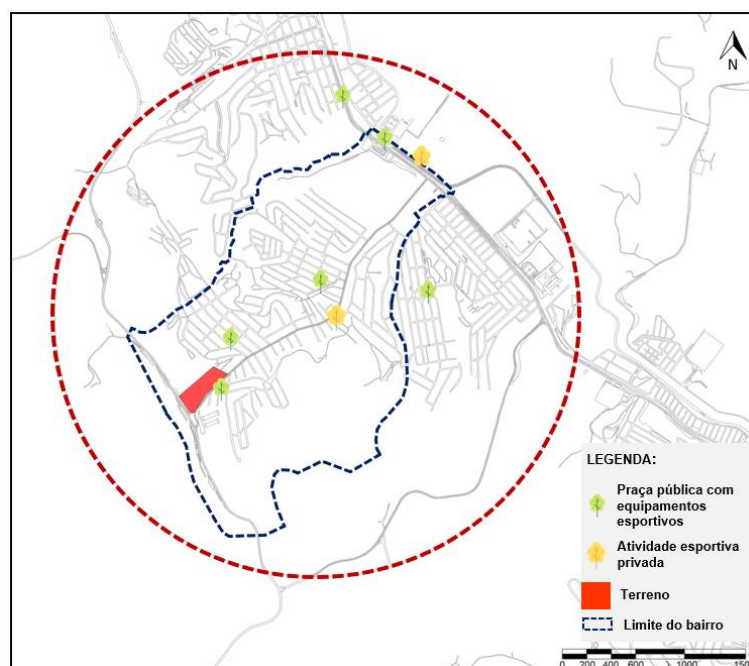 N
LEGENDA:
Praça pública com
equipamentos
esportivos
Atividade esportiva
privada
Terreno
Limite do bairro
0 200 400 600 1000